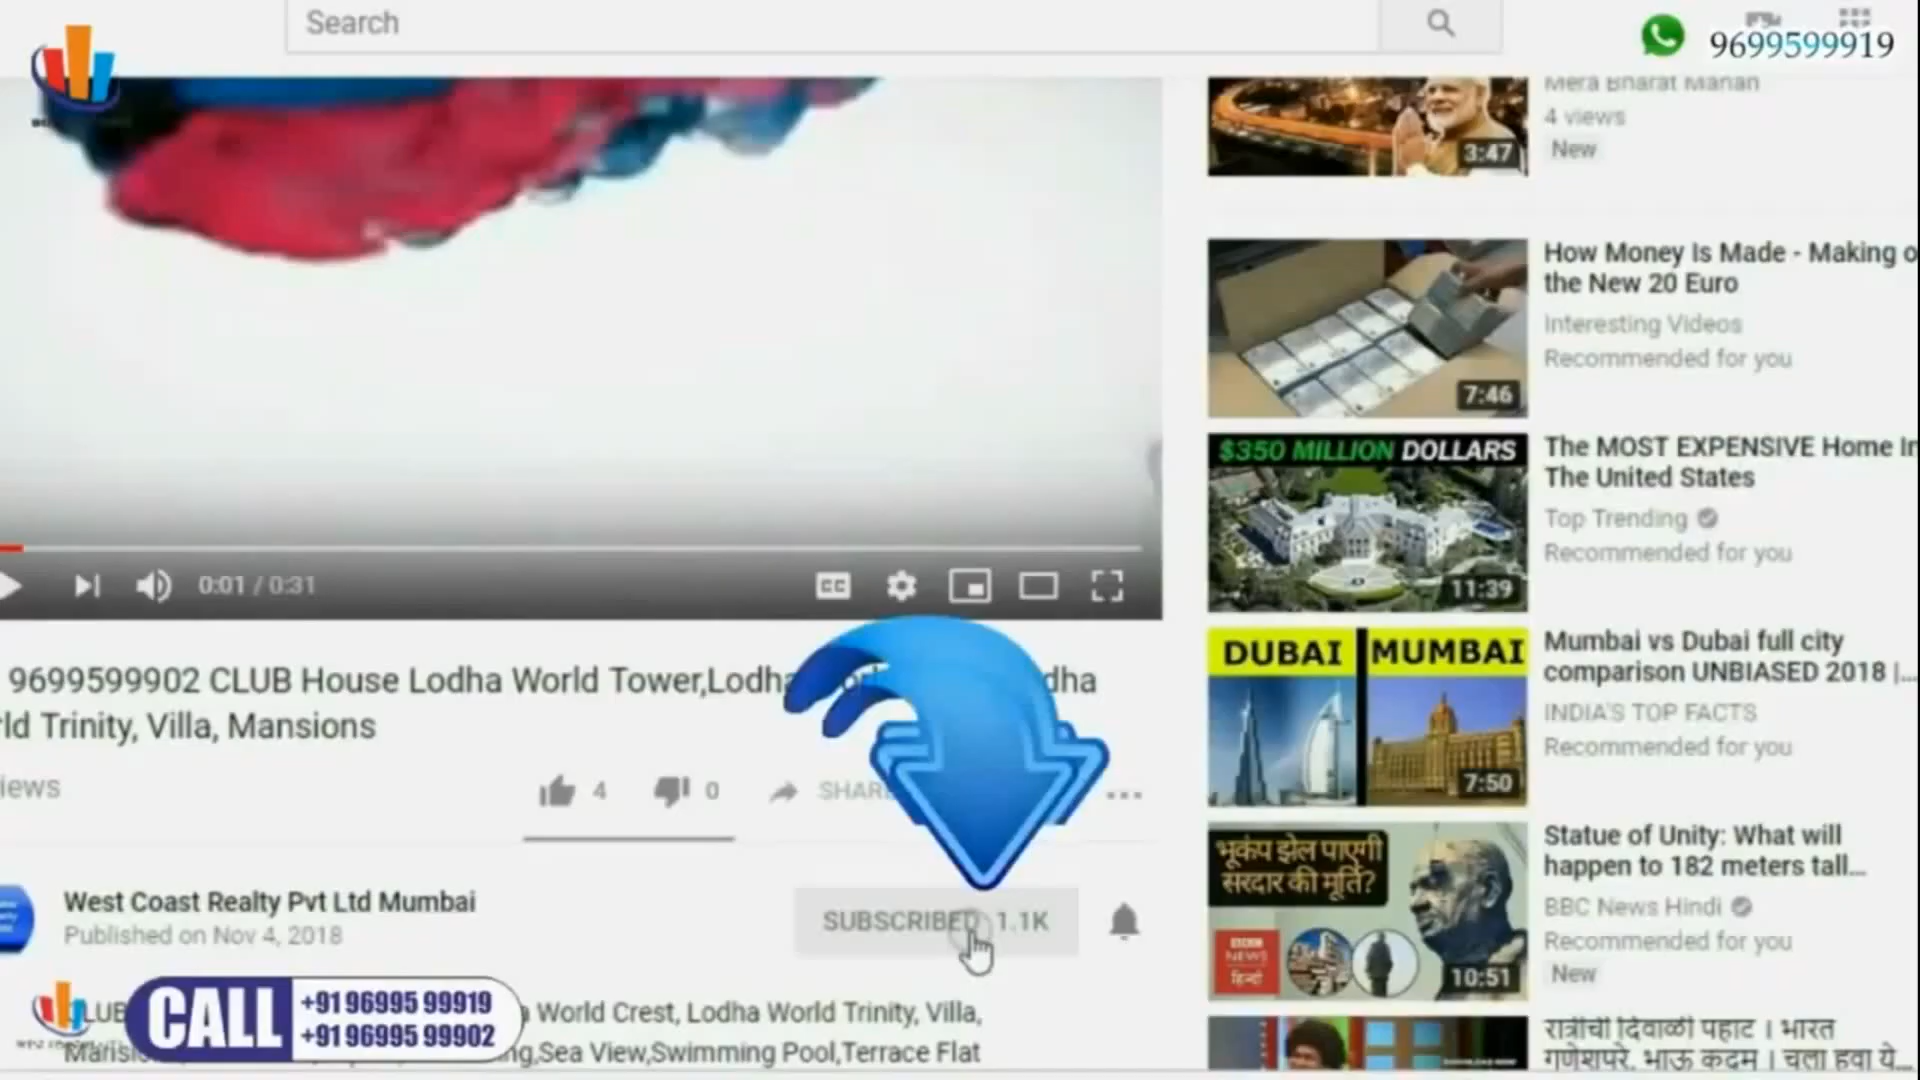 Search
9699599919
Mera Bharat Mahan
4 views
New
3:47
How Money Is Made - Making o
the New 20 Euro
Interesting Videos
Recommended for you
7:46
$350 MILLION DOLLARS
11:39
The MOST EXPENSIVE Home In
The United States
Top Trending
Recommended for you
0:01 / 0:31
CC
9699599902 CLUB House Lodha World Tower,Lodha
dha
ld Trinity, Villa, Mansions
iews
4
0
SHARE
DUBAI MUMBAI
7:50
Mumbai vs Dubai full city
comparison UNBIASED 2018 |...
INDIA'S TOP FACTS
Recommended for you
West Coast Realty Pvt Ltd Mumbai
Published on Nov 4, 2018
SUBSCRIBED 1.1K
भूकंप झेल पाएगी
सरदार की मूर्ति?
BBC
NEWS
हिन्दी
10:51
Statue of Unity: What will
happen to 182 meters tall...
BBC News Hindi
Recommended for you
New
CALL
+91 96995 99919
+91 96995 99902
World Crest, Lodha World Trinity, Villa,
ng,Sea View,Swimming Pool,Terrace Flat
रात्रीची दिवाळी पहाट । भारत
गणेशपुरे, भाऊ कदम । चला हवा ये...